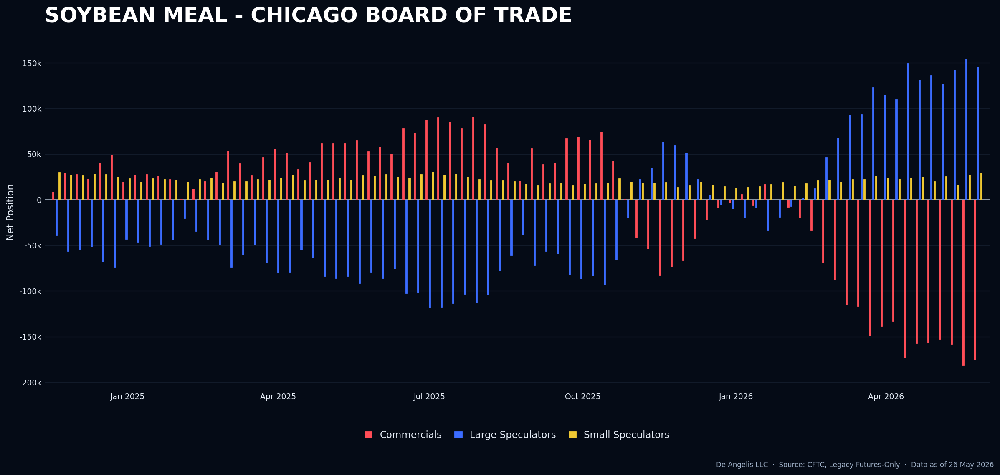 SOYBEAN MEAL - CHICAGO BOARD OF TRADE
Net Position
150k
100k
50k
0
-50k
-100k
-150k
-200k
Jan 2025 Apr 2025 Jul 2025 Oct 2025 Jan 2026 Apr 2026
Commercials Large Speculators Small Speculators
De Angelis LLC · Source: CFTC, Legacy Futures-Only · Data as of 26 May 2026